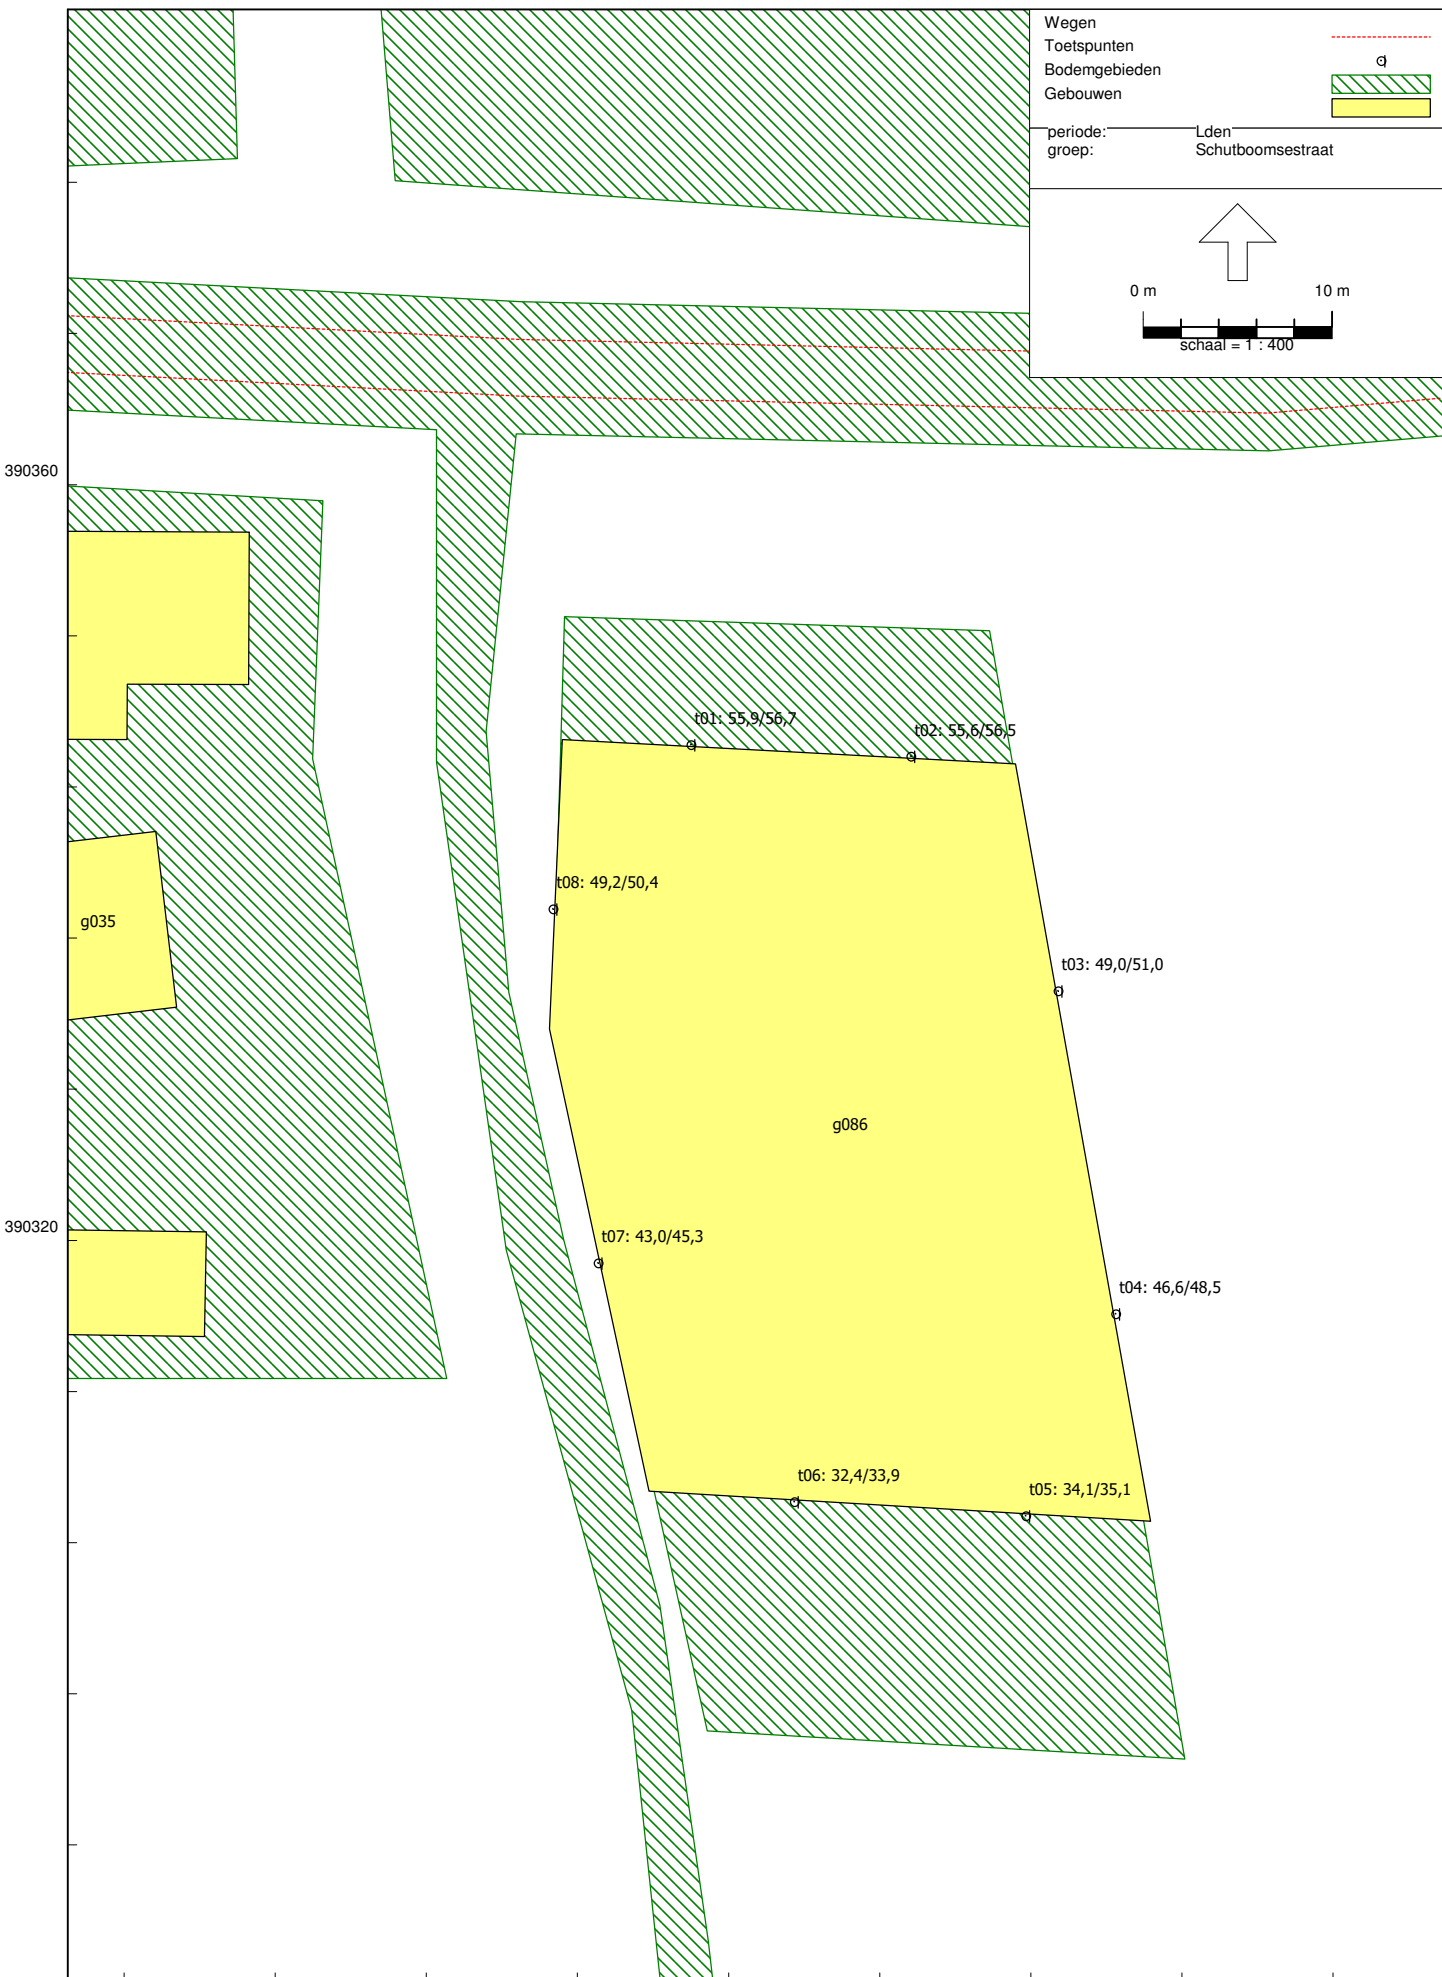 Wegen
Toetspunten
Bodemgebieden
Gebouwen
periode: Lden
groep: Schutboomsestraat
0 m 10 m
schaal = 1 : 400
390360
t01: 55,9/56,7
t02: 55,6/56,5
t08: 49,2/50,4
g035
t03: 49,0/51,0
g086
390320
t07: 43,0/45,3
t04: 46,6/48,5
t06: 32,4/33,9
t05: 34,1/35,1